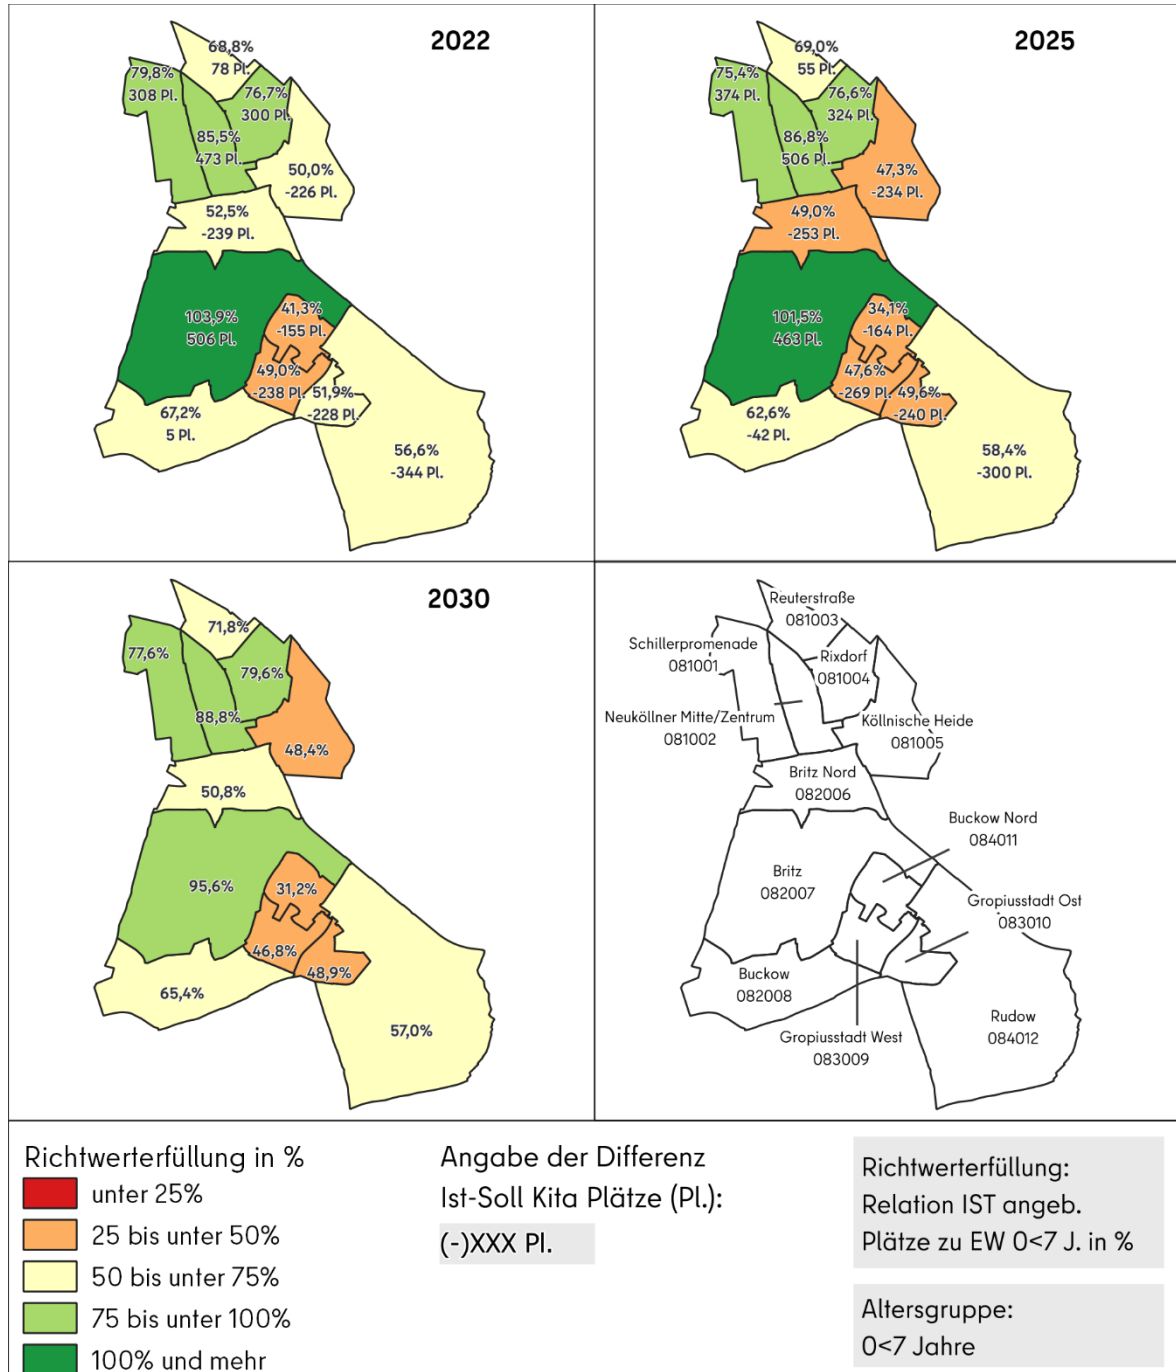 2022
68,8%
78 Pl.
79,8%
308 Pl.
76,7%
300 Pl.
85,5%
473 Pl.
50,0%
-226 Pl.
52,5%
-239 Pl.
103,9%
506 Pl.
41,3%
-155 Pl.
49,0%
-238 Pl.
51,9%
-228 Pl.
67,2%
5 Pl.
56,6%
-344 Pl.
2025
69,0%
55 Pl.
75,4%
374 Pl.
76,6%
324 Pl.
86,8%
506 Pl.
47,3%
-234 Pl.
49,0%
-253 Pl.
101,5%
463 Pl.
34,1%
-164 Pl.
47,6%
-269 Pl.
49,6%
-240 Pl.
62,6%
-42 Pl.
58,4%
-300 Pl.
2030
71,8%
77,6%
79,6%
88,8%
48,4%
50,8%
95,6%
31,2%
46,8%
48,9%
65,4%
57,0%
Reuterstraße
081003
Schillerpromenade
081001
Rixdorf
081004
Neuköllner Mitte/Zentrum
081002
Köllnische Heide
081005
Britz Nord
082006
Buckow Nord
084011
Britz
082007
Gropiusstadt Ost
083010
Buckow
082008
Gropiusstadt West
083009
Rudow
084012
Richtwerterfüllung in %
unter 25%
25 bis unter 50%
50 bis unter 75%
75 bis unter 100%
100% und mehr
Angabe der Differenz
Ist-Soll Kita Plätze (Pl.):
(-)XXX Pl.
Richtwerterfüllung:
Relation IST angeb.
Plätze zu EW 0<7 J. in %
Altersgruppe:
0<7 Jahre